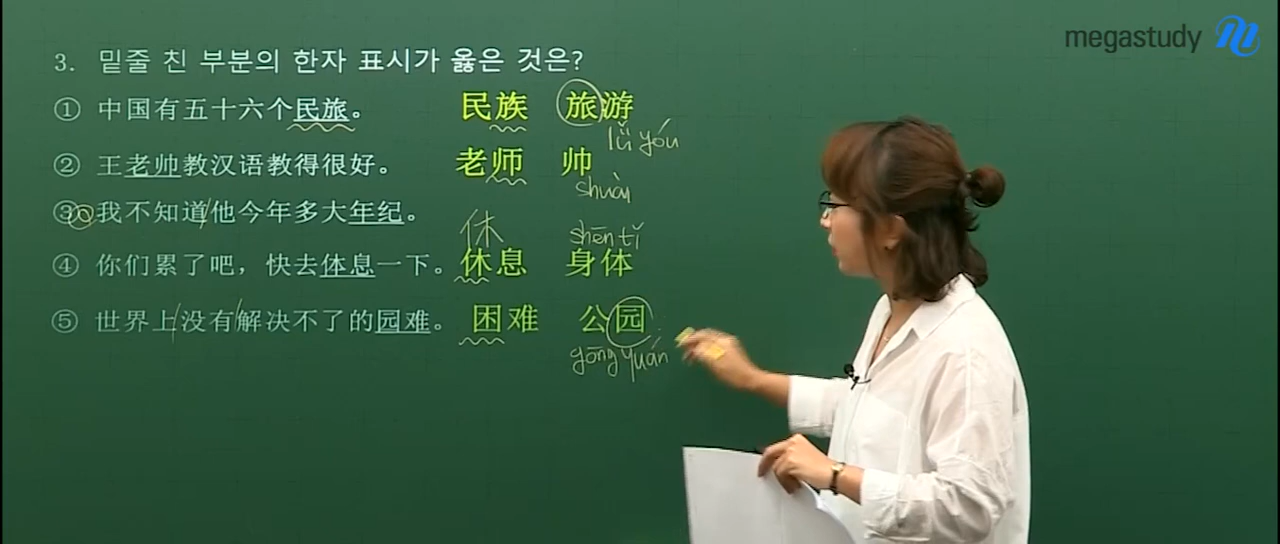 megastudy
3. 밑줄 친 부분의 한자 표시가 옳은 것은?
① 中国有五十六个民旅。 民族 旅游
lǚ yóu
② 王老帅教汉语教得很好。 老师 帅
shuài
③ 我不知道他今年多大年纪。
休 shēn tǐ
④ 你们累了吧，快去体息一下。 休息 身体
⑤ 世界上没有解决不了的园难。 困难 公园
gōng yuán